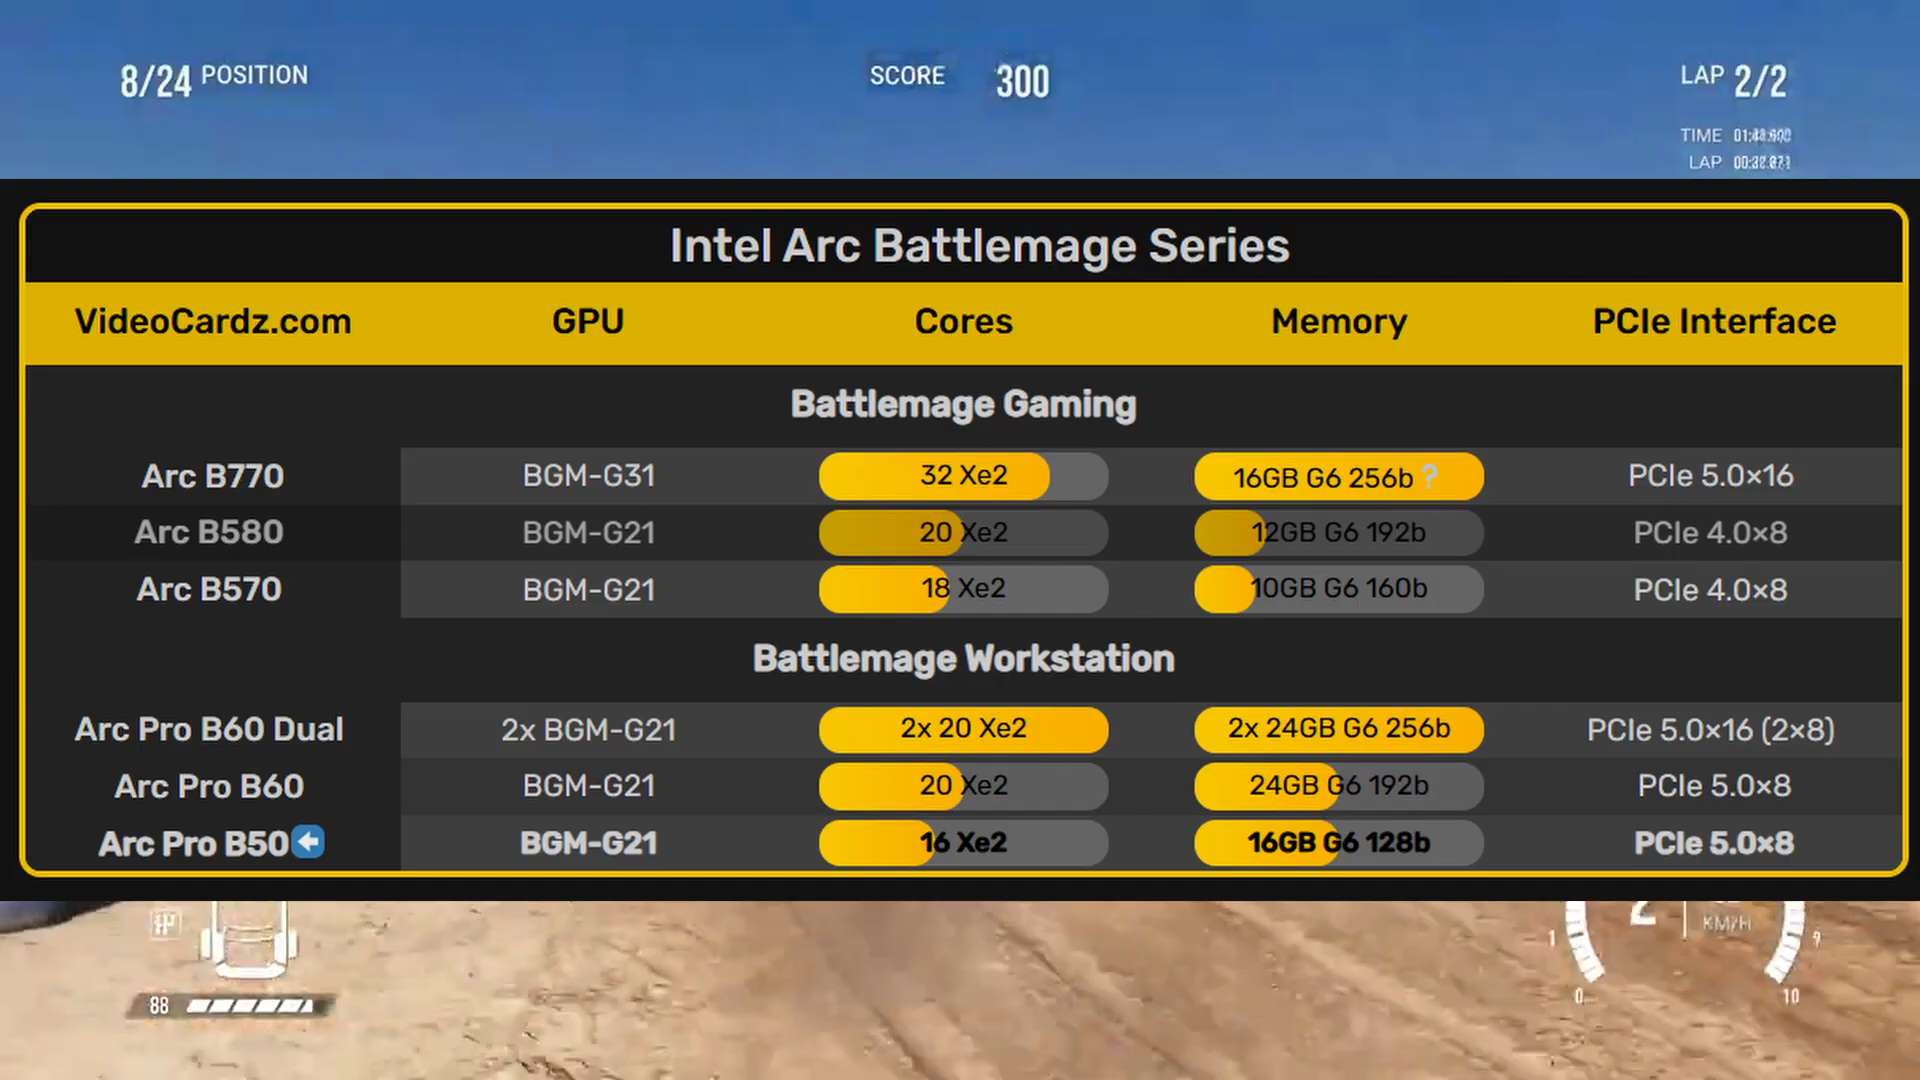 8/24 POSITION
SCORE 300
LAP 2/2
TIME
LAP
Intel Arc Battlemage Series
VideoCardz.com GPU Cores Memory PCIe Interface
Battlemage Gaming
Arc B770 BGM-G31 32 Xe2 16GB G6 256b ? PCIe 5.0×16
Arc B580 BGM-G21 20 Xe2 12GB G6 192b PCIe 4.0×8
Arc B570 BGM-G21 18 Xe2 10GB G6 160b PCIe 4.0×8
Battlemage Workstation
Arc Pro B60 Dual 2x BGM-G21 2x 20 Xe2 2x 24GB G6 256b PCIe 5.0×16 (2×8)
Arc Pro B60 BGM-G21 20 Xe2 24GB G6 192b PCIe 5.0×8
Arc Pro B50 BGM-G21 16 Xe2 16GB G6 128b PCIe 5.0×8
KM/H
1 9
0 10
88